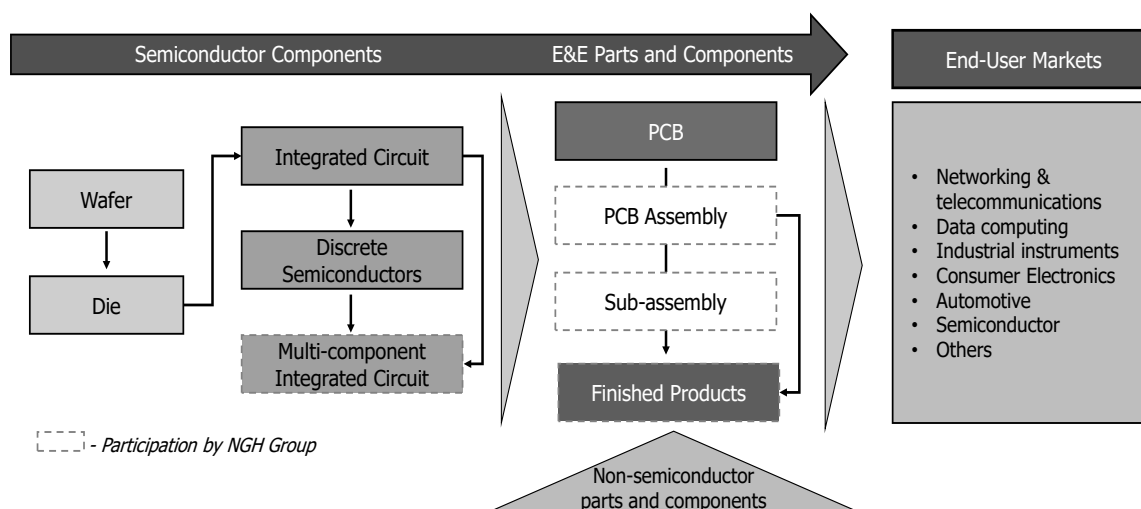 Semiconductor Components
E&E Parts and Components
End-User Markets
Wafer
Die
Integrated Circuit
Discrete
Semiconductors
Multi-component
Integrated Circuit
- Participation by NGH Group
PCB
PCB Assembly
Sub-assembly
Finished Products
Non-semiconductor
parts and components
• Networking &
telecommunications
• Data computing
• Industrial instruments
• Consumer Electronics
• Automotive
• Semiconductor
• Others